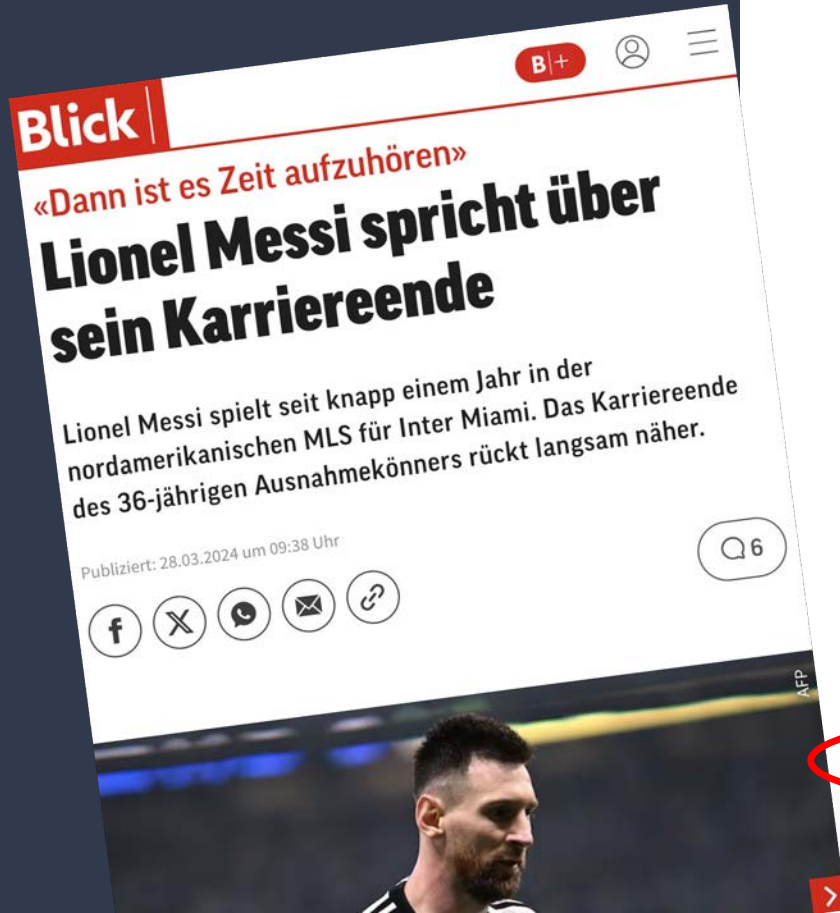 Blick
B|+
«Dann ist es Zeit aufzuhören»
Lionel Messi spricht über
sein Karriereende
Lionel Messi spielt seit knapp einem Jahr in der
nordamerikanischen MLS für Inter Miami. Das Karriereende
des 36-jährigen Ausnahmekönners rückt langsam näher.
Publiziert: 28.03.2024 um 09:38 Uhr
6
AFP